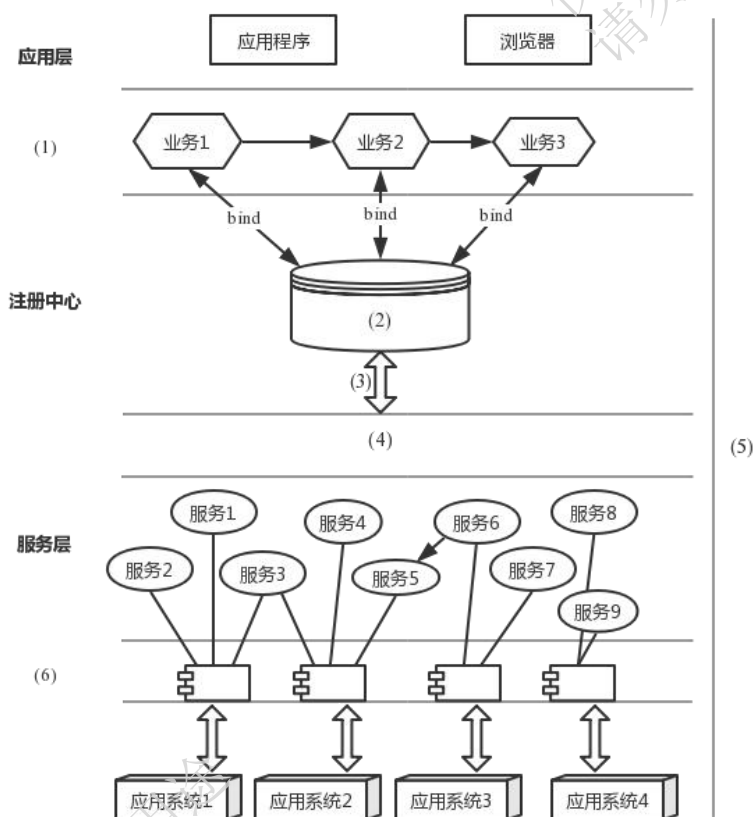 应用层
应用程序
浏览器
(1)
业务1
业务2
业务3
bind
bind
bind
注册中心
(2)
(3)
(4)
(5)
服务层
服务1
服务2
服务3
服务4
服务5
服务6
服务7
服务8
服务9
(6)
应用系统1
应用系统2
应用系统3
应用系统4